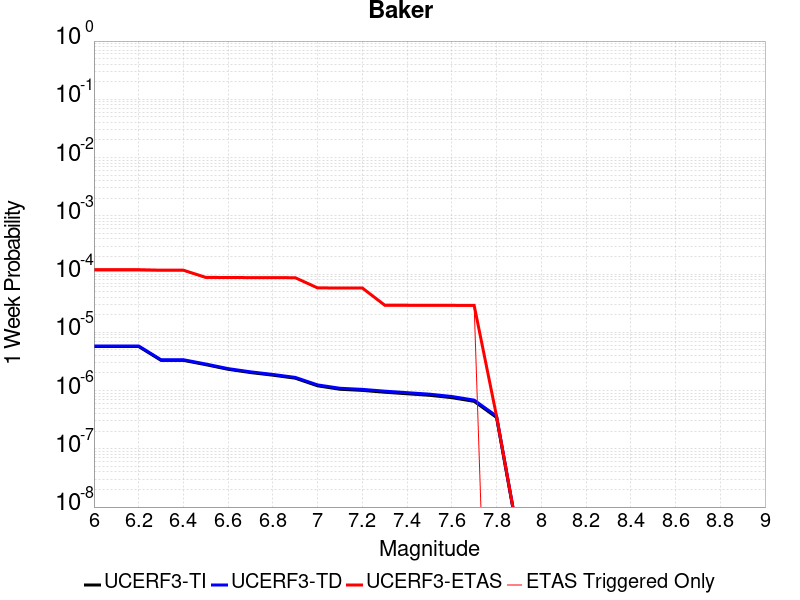 Baker
10^0
10^-1
10^-2
10^-3
10^-4
10^-5
10^-6
10^-7
10^-8
1 Week Probability
6 6.2 6.4 6.6 6.8 7 7.2 7.4 7.6 7.8 8 8.2 8.4 8.6 8.8 9
Magnitude
UCERF3-TI UCERF3-TD UCERF3-ETAS ETAS Triggered Only